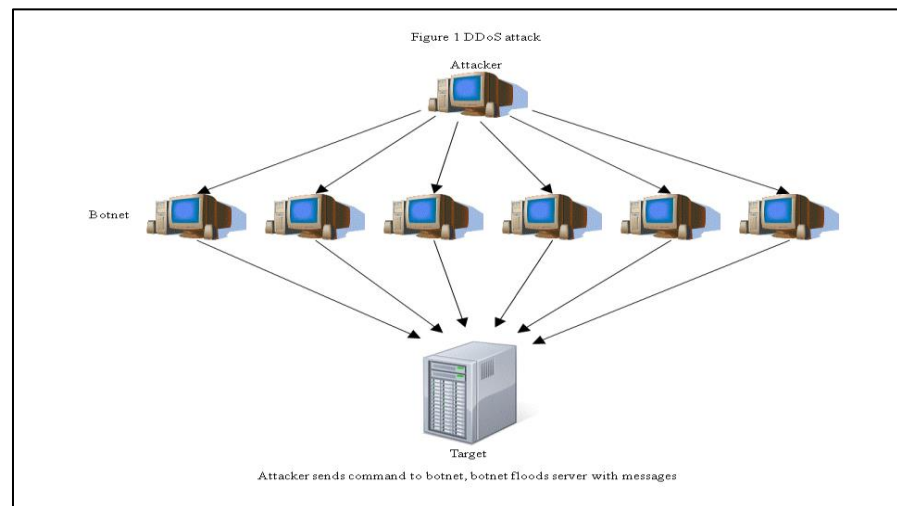 Figure 1 DDoS attack
Attacker
Botnet
Target
Attacker sends command to botnet, botnet floods server with messages